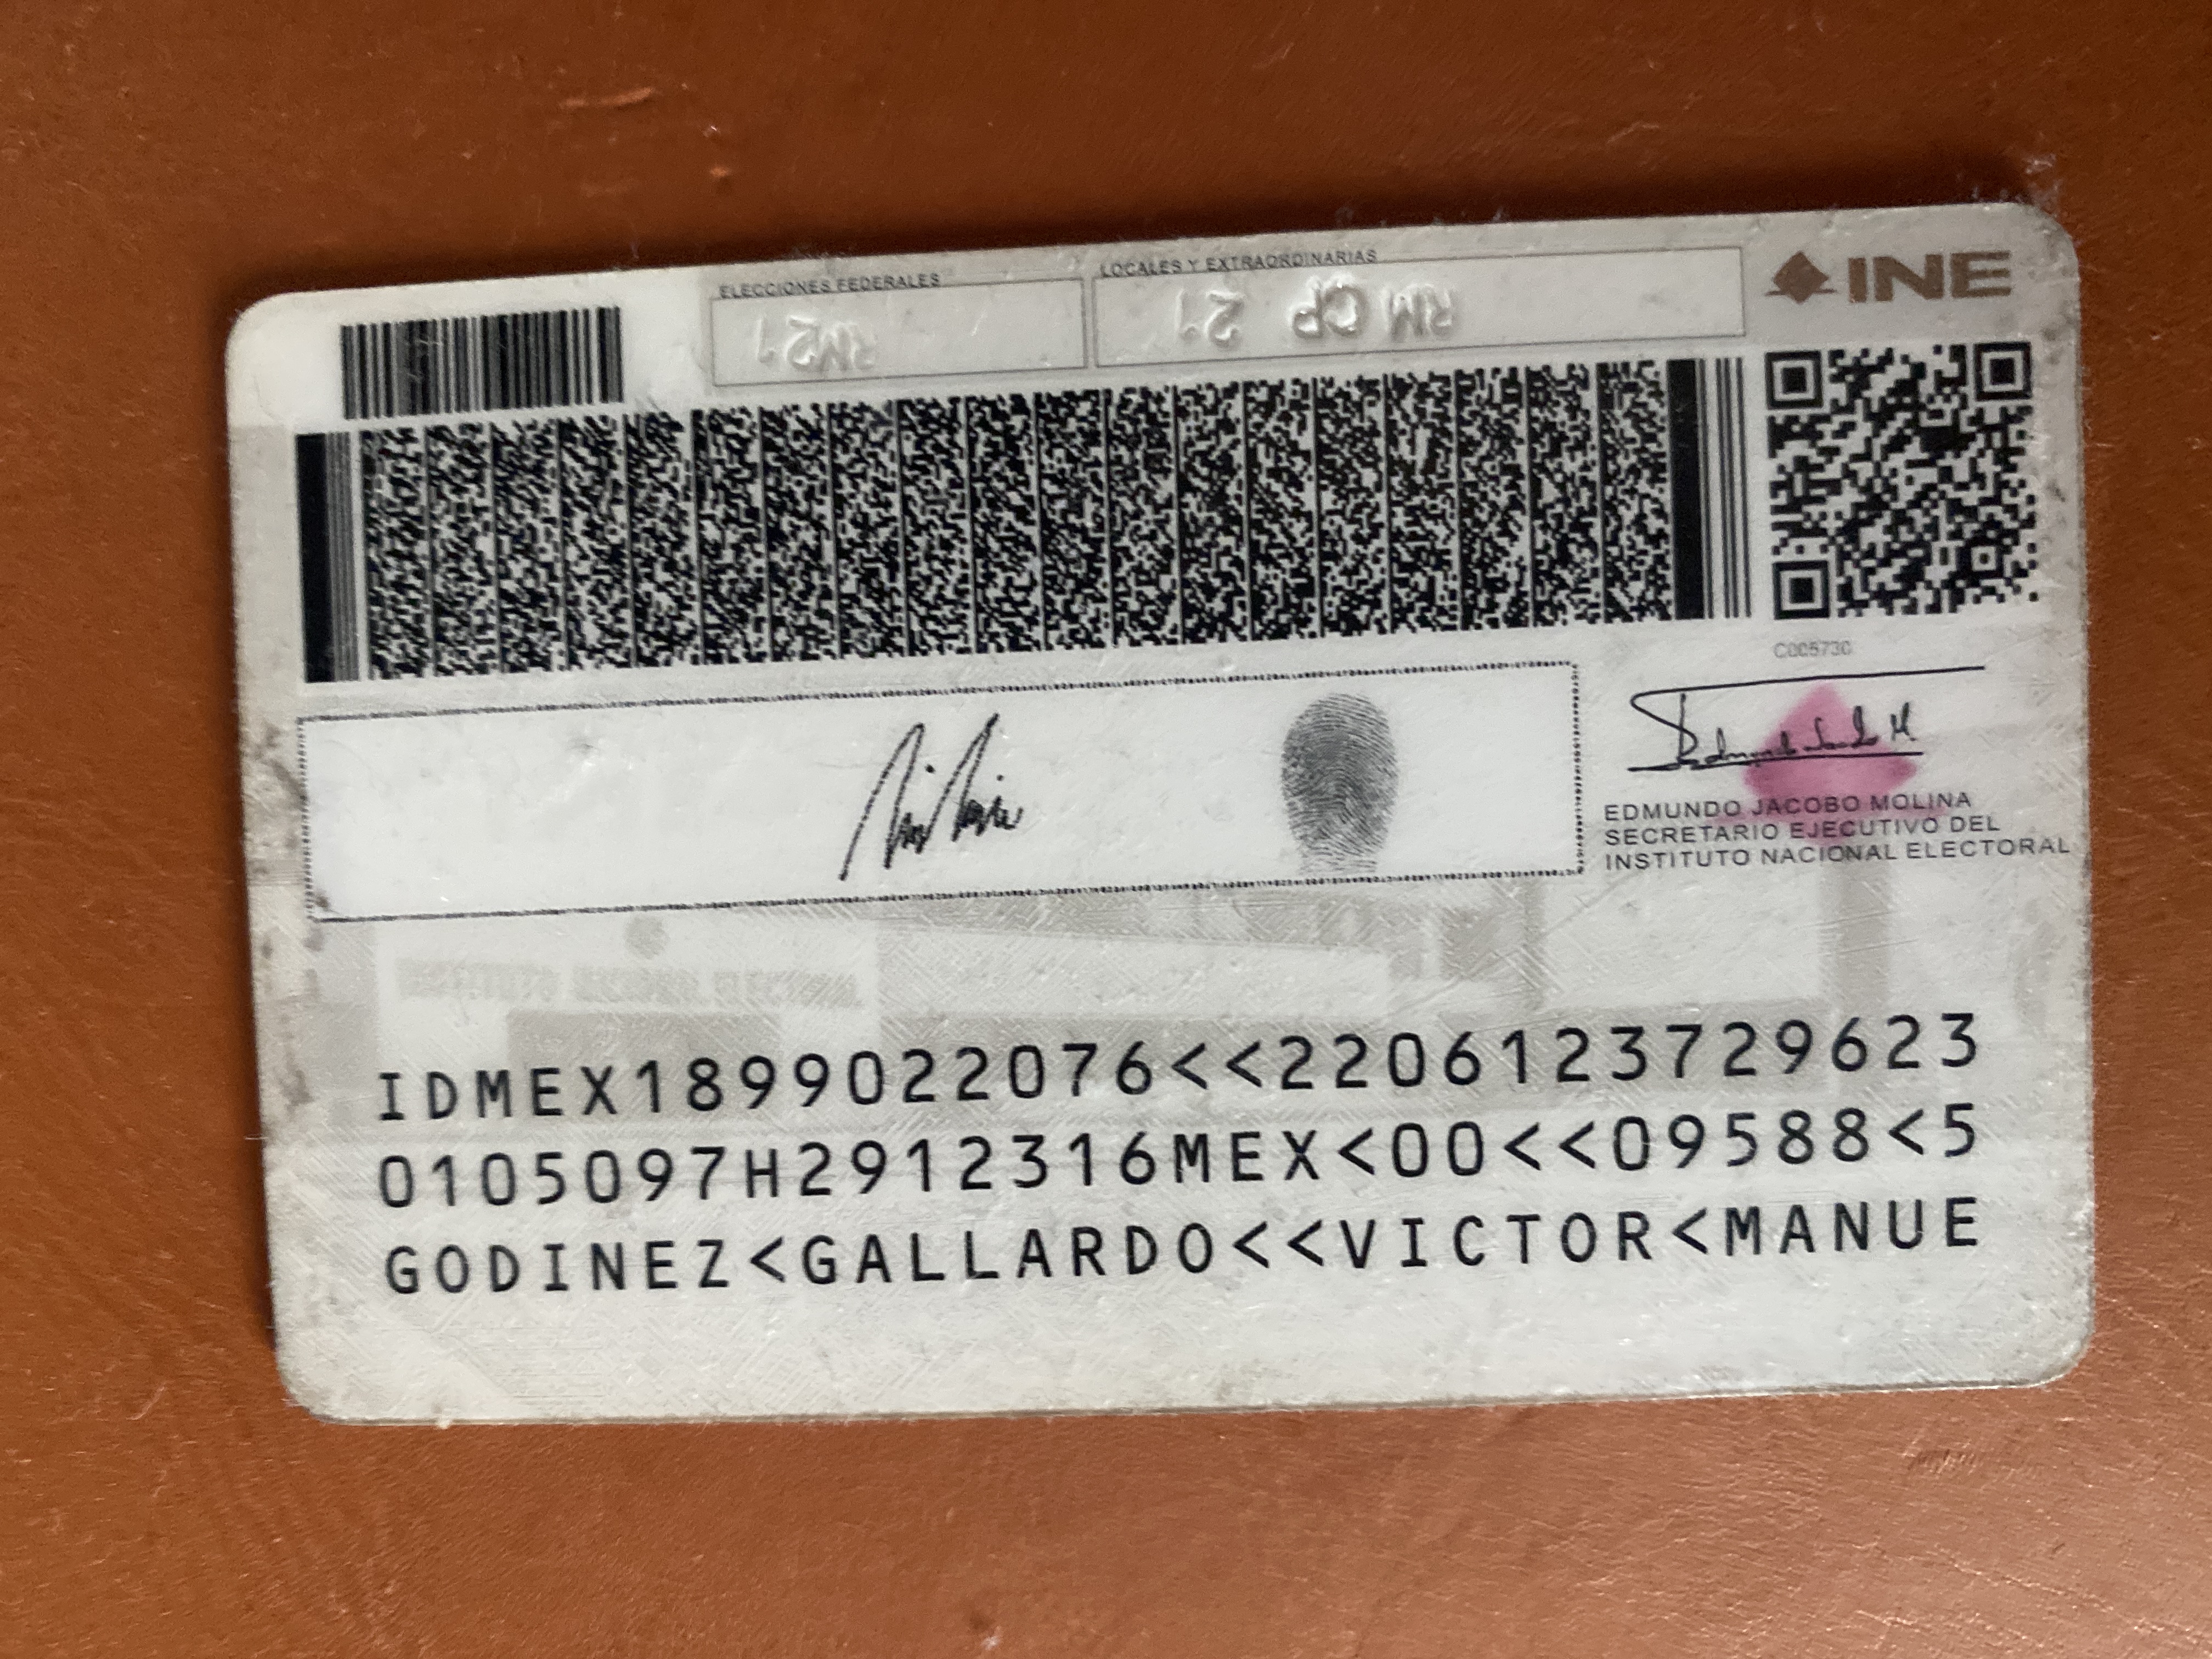 ELECCIONES FEDERALES
LOCALES Y EXTRAORDINARIAS
INE
RM21
RM CP 21
C005730
EDMUNDO JACOBO MOLINA
SECRETARIO EJECUTIVO DEL
INSTITUTO NACIONAL ELECTORAL
IDMEX1899022076<<2206123729623
0105097H2912316MEX<00<<09588<5
GODINEZ<GALLARDO<<VICTOR<MANUE